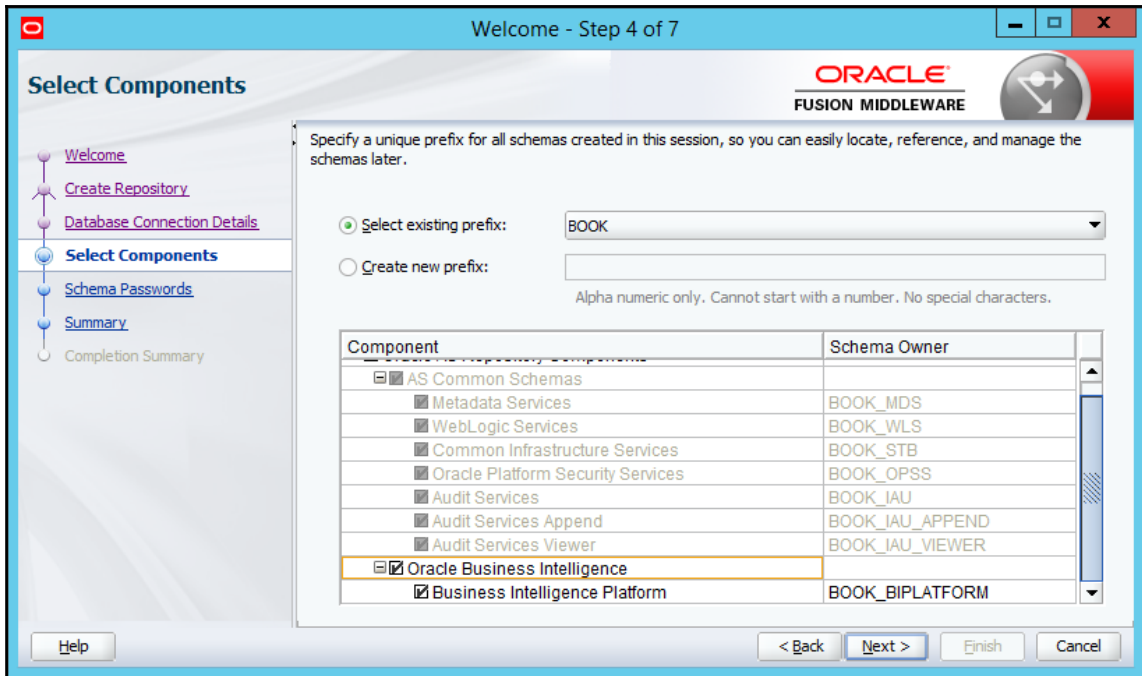 Welcome - Step 4 of 7
Select Components
ORACLE
FUSION MIDDLEWARE
Welcome
Create Repository
Database Connection Details
Select Components
Schema Passwords
Summary
Completion Summary
Specify a unique prefix for all schemas created in this session, so you can easily locate, reference, and manage the
schemas later.
Select existing prefix: BOOK
Create new prefix:
Alpha numeric only. Cannot start with a number. No special characters.
Component Schema Owner
AS Common Schemas
Metadata Services BOOK_MDS
WebLogic Services BOOK_WLS
Common Infrastructure Services BOOK_STB
Oracle Platform Security Services BOOK_OPSS
Audit Services BOOK_IAU
Audit Services Append BOOK_IAU_APPEND
Audit Services Viewer BOOK_IAU_VIEWER
Oracle Business Intelligence
Business Intelligence Platform BOOK_BIPLATFORM
Help < Back Next > Finish Cancel